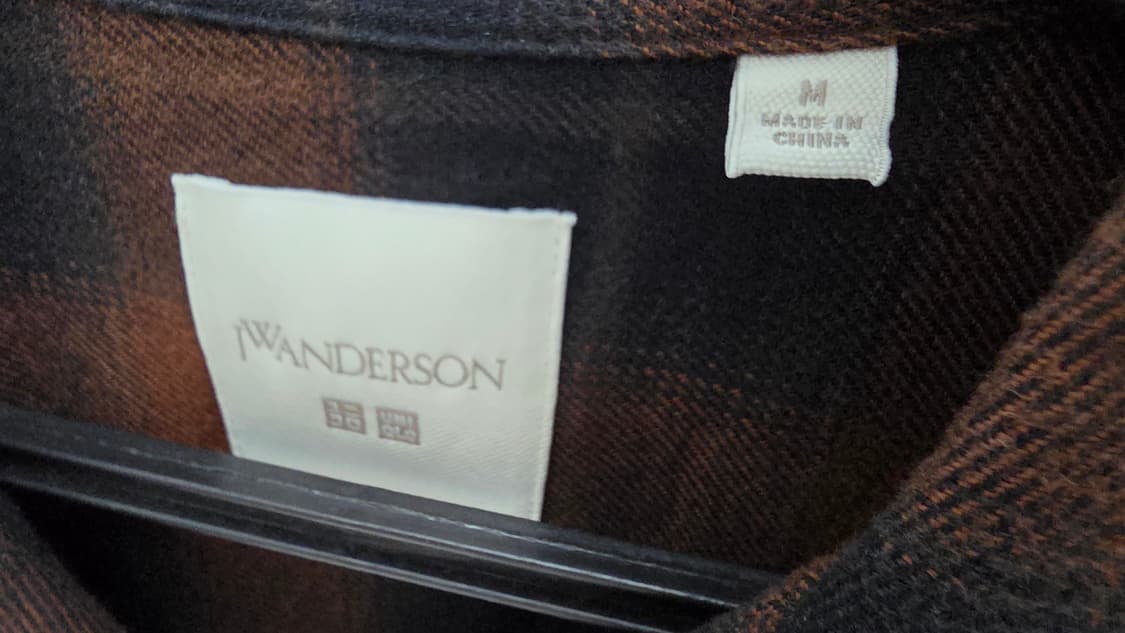 JWANDERSON
ユニ UNI
クロ QLO
M
MADE IN
CHINA